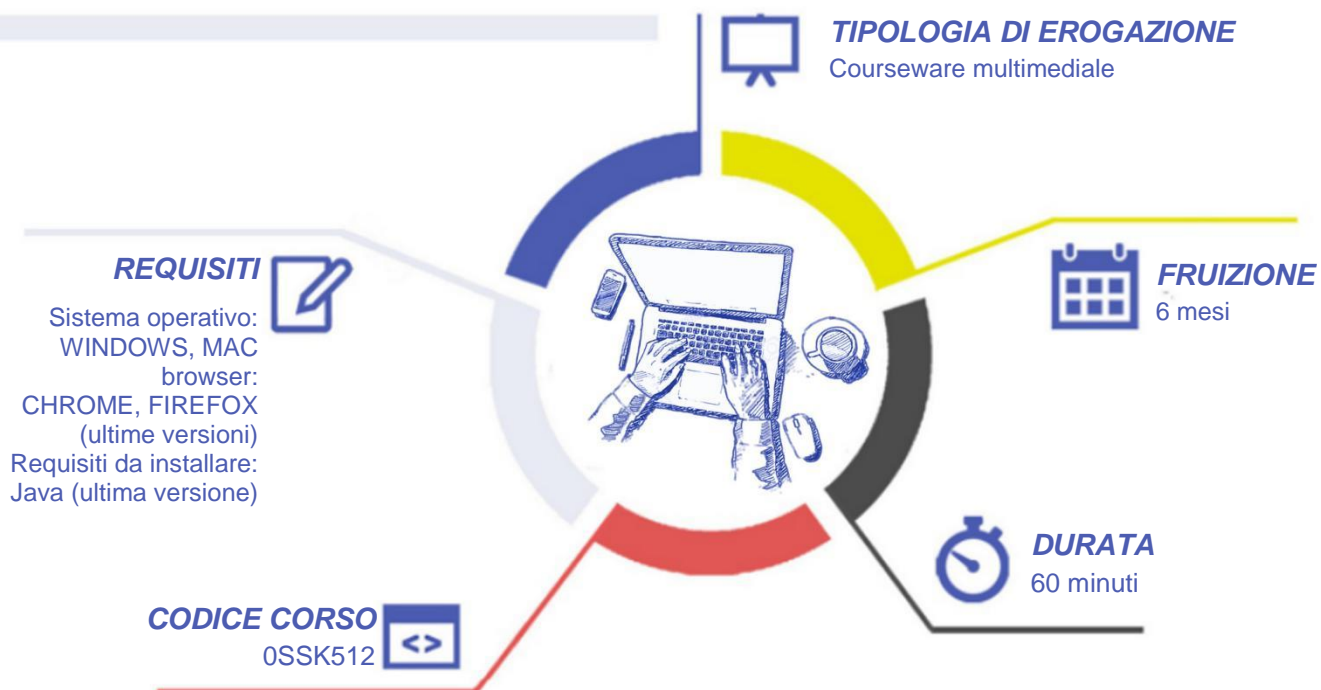 TIPOLOGIA DI EROGAZIONE
Courseware multimediale
REQUISITI
Sistema operativo:
WINDOWS, MAC
browser:
CHROME, FIREFOX
(ultime versioni)
Requisiti da installare:
Java (ultima versione)
FRUIZIONE
6 mesi
DURATA
60 minuti
CODICE CORSO
0SSK512